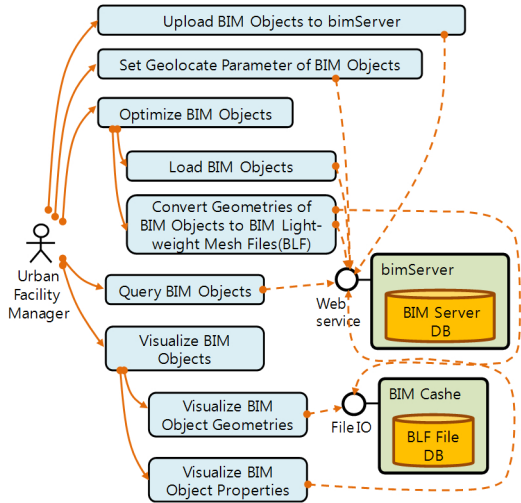 Upload BIM Objects to bimServer
Set Geolocate Parameter of BIM Objects
Optimize BIM Objects
Load BIM Objects
Convert Geometries of
BIM Objects to BIM Light-
weight Mesh Files(BLF)
Urban
Facility
Manager
Query BIM Objects
Web
service
bimServer
BIM Server
DB
Visualize BIM
Objects
Visualize BIM
Object Geometries
File IO
BIM Cashe
BLF File
DB
Visualize BIM
Object Properties